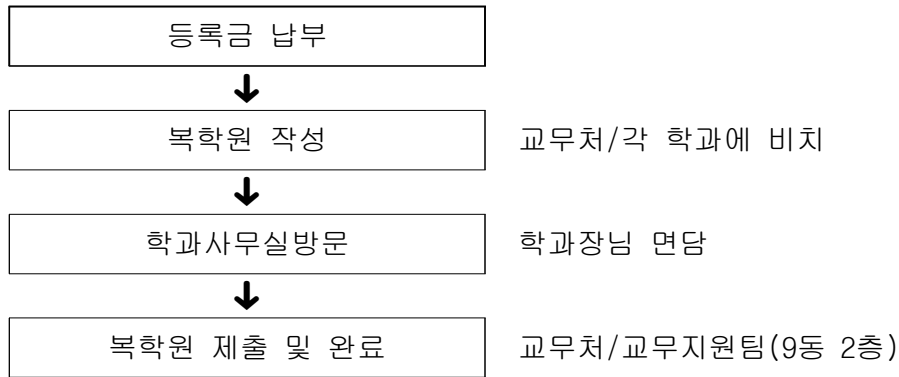 등록금 납부
복학원 작성 교무처/각 학과에 비치
학과사무실방문 학과장님 면담
복학원 제출 및 완료 교무처/교무지원팀(9동 2층)